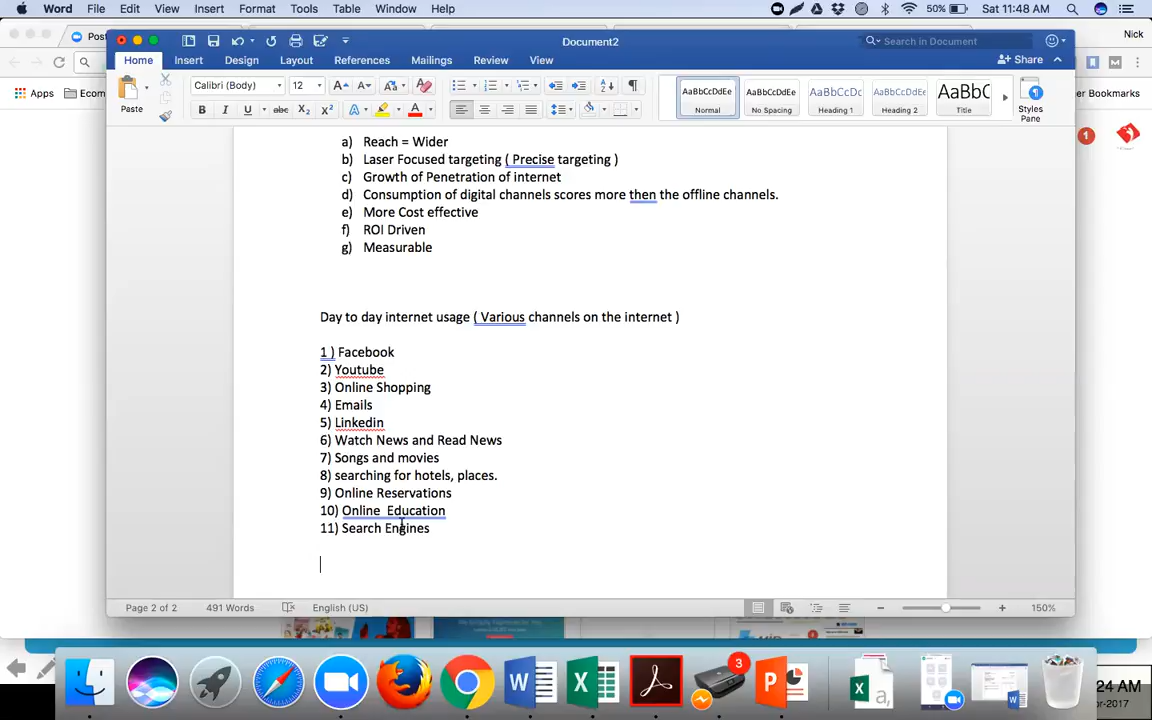 Word File Edit View Insert Format Tools Table Window Help
50% Sat 11:48 AM
Post
Document2
Search in Document
Nick
Home Insert Design Layout References Mailings Review View
Share
Apps
Ecom
er Bookmarks
Paste
Calibri (Body) 12
AaBbCcDdEe AaBbCcDdEe AaBbCcDc AaBbCcDdEe AaBbC
Normal No Spacing Heading 1 Heading 2 Title
Styles Pane
1
a) Reach = Wider
b) Laser Focused targeting ( Precise targeting )
c) Growth of Penetration of internet
d) Consumption of digital channels scores more then the offline channels.
e) More Cost effective
f) ROI Driven
g) Measurable
Day to day internet usage ( Various channels on the internet )
1 ) Facebook
2) Youtube
3) Online Shopping
4) Emails
5) Linkedin
6) Watch News and Read News
7) Songs and movies
8) searching for hotels, places.
9) Online Reservations
10) Online  Education
11) Search Engines
Page 2 of 2 491 Words English (US) 150%
3
24 AM
r-2017